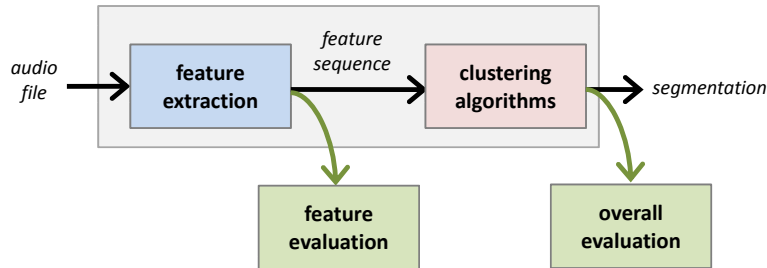 audio
file
feature
extraction
feature
sequence
clustering
algorithms
segmentation
feature
evaluation
overall
evaluation